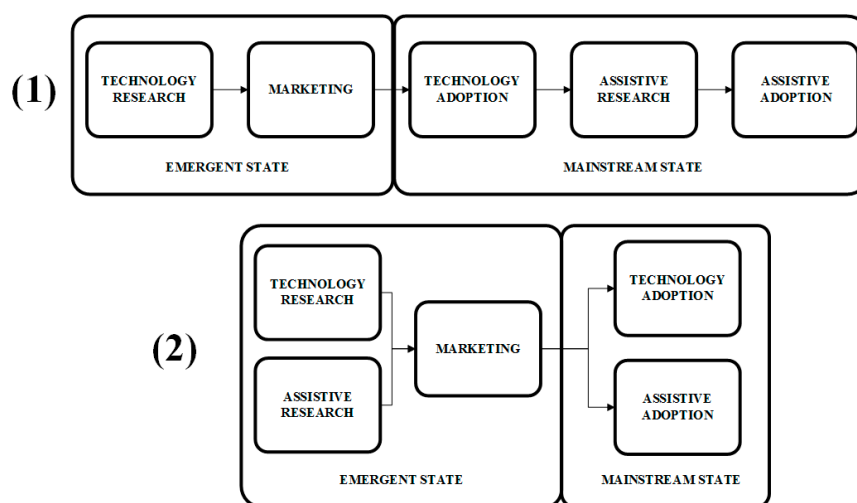 (1)
TECHNOLOGY
RESEARCH
MARKETING
TECHNOLOGY
ADOPTION
ASSISTIVE
RESEARCH
ASSISTIVE
ADOPTION
EMERGENT STATE
MAINSTREAM STATE
(2)
TECHNOLOGY
RESEARCH
ASSISTIVE
RESEARCH
MARKETING
TECHNOLOGY
ADOPTION
ASSISTIVE
ADOPTION
EMERGENT STATE
MAINSTREAM STATE